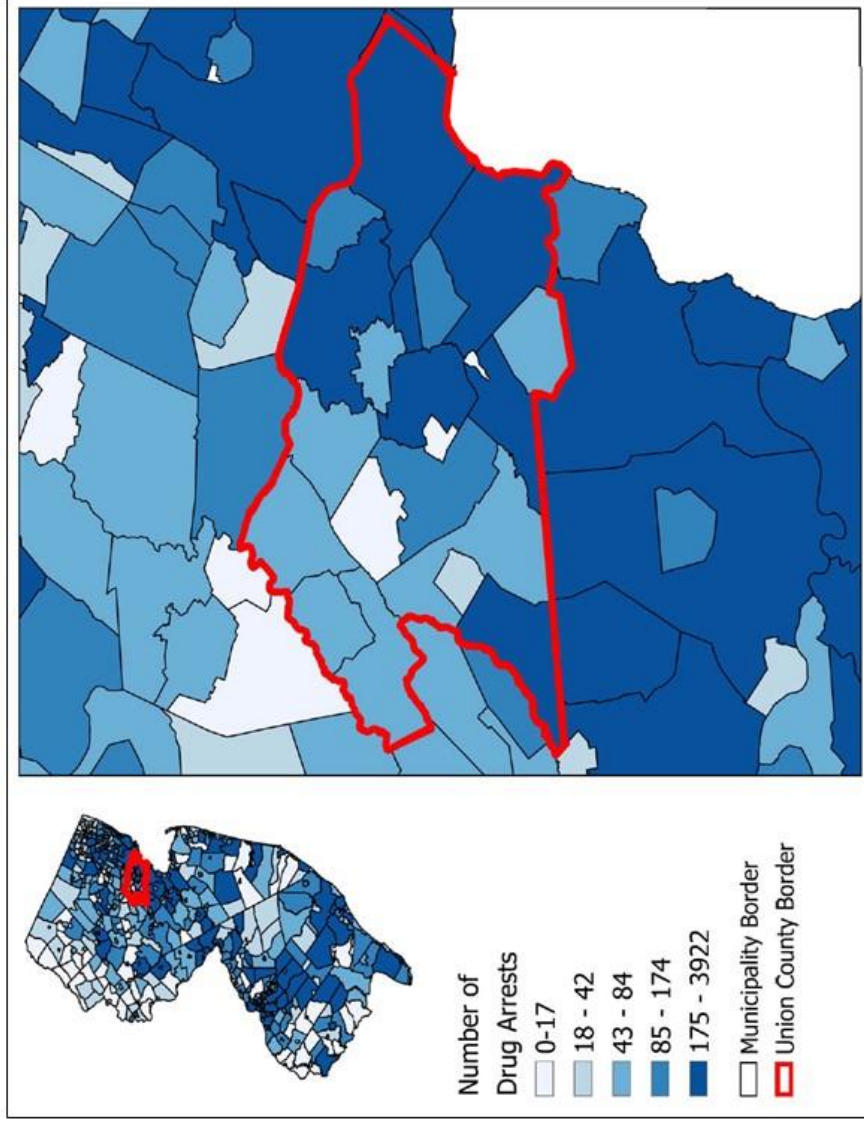 Number of
Drug Arrests
0-17
18 - 42
43 - 84
85 - 174
175 - 3922
Municipality Border
Union County Border